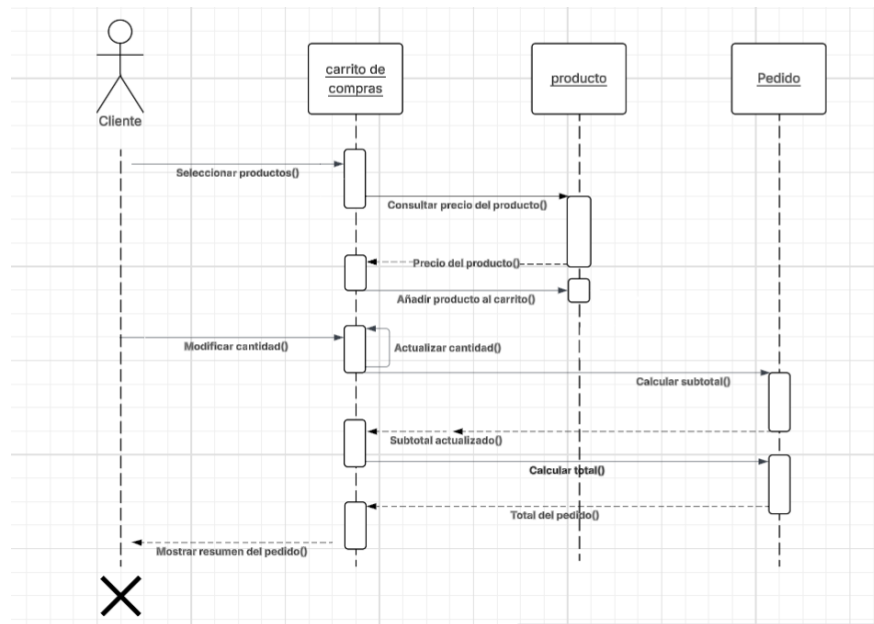 carrito de
compras
producto
Pedido
Cliente
Seleccionar productos()
Consultar precio del producto()
Precio del producto()
Añadir producto al carrito()
Modificar cantidad()
Actualizar cantidad()
Calcular subtotal()
Subtotal actualizado()
Calcular total()
Total del pedido()
Mostrar resumen del pedido()